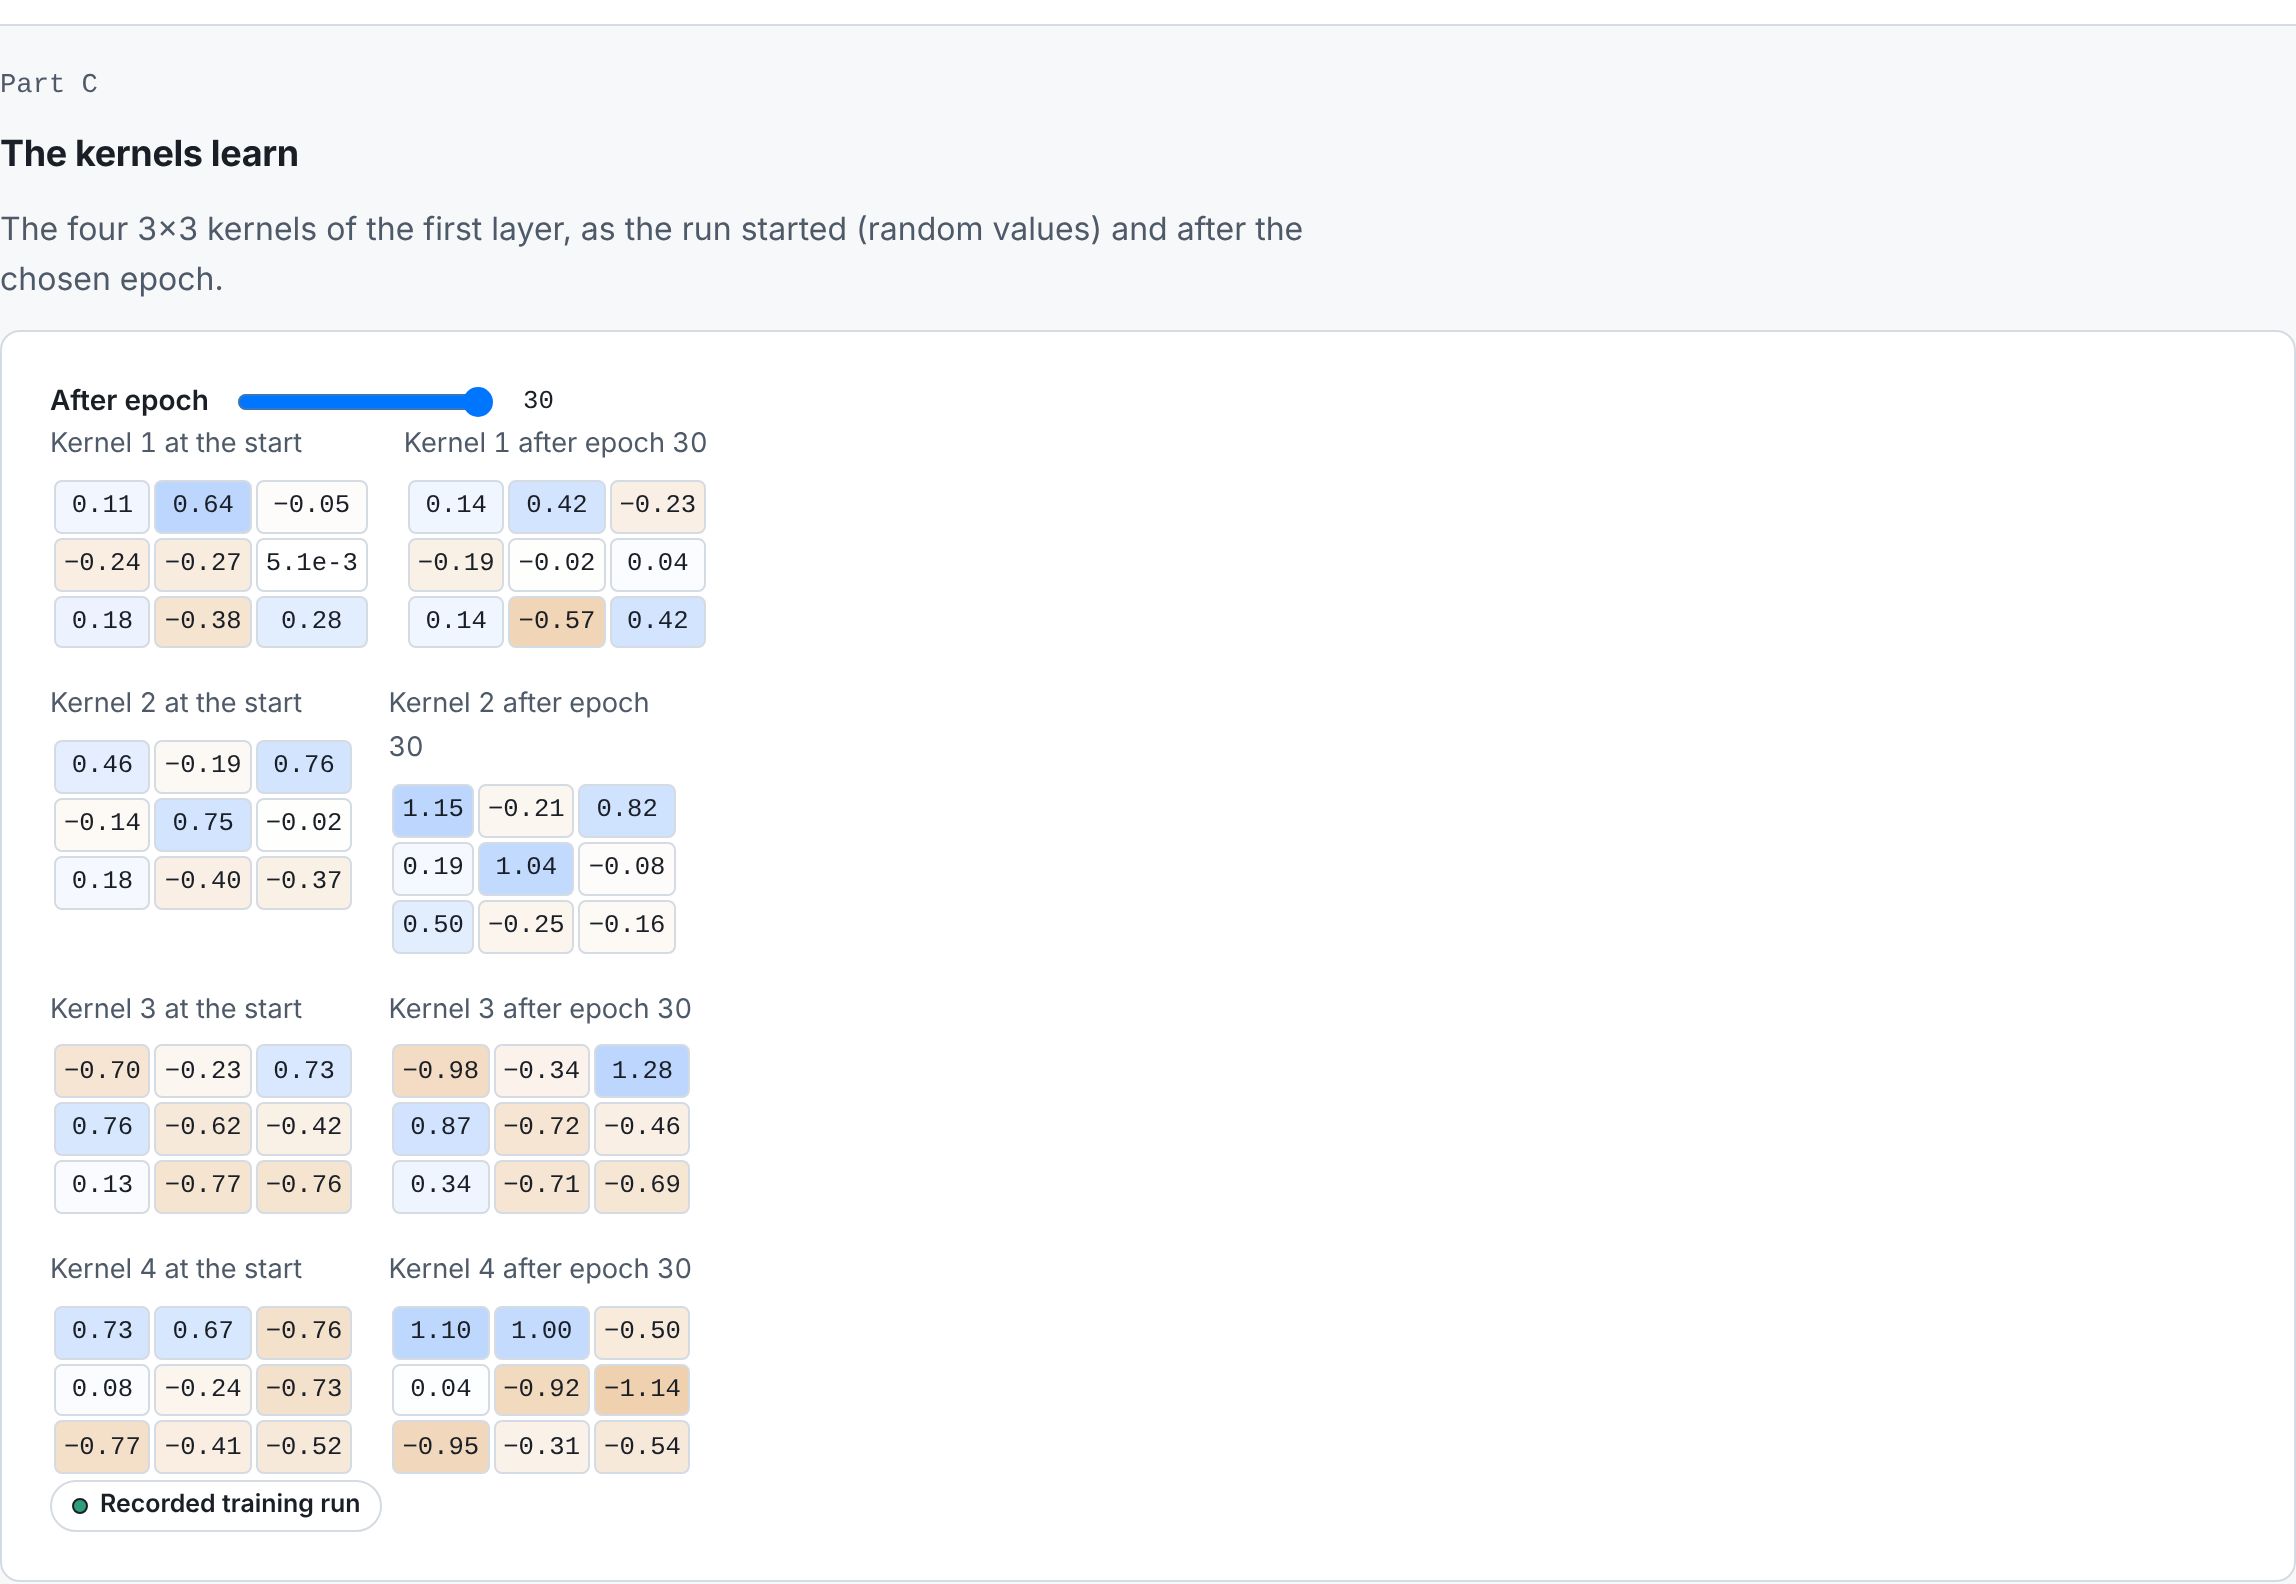 Part C
The kernels learn
The four 3×3 kernels of the first layer, as the run started (random values) and after the
chosen epoch.
After epoch 30
Kernel 1 at the start Kernel 1 after epoch 30
0.11 0.64 −0.05 0.14 0.42 −0.23
−0.24 −0.27 5.1e-3 −0.19 −0.02 0.04
0.18 −0.38 0.28 0.14 −0.57 0.42
Kernel 2 at the start
0.46 −0.19 0.76
−0.14 0.75 −0.02
0.18 −0.40 −0.37
Kernel 2 after epoch
30
1.15 −0.21 0.82
0.19 1.04 −0.08
0.50 −0.25 −0.16
Kernel 3 at the start Kernel 3 after epoch 30
−0.70 −0.23 0.73 −0.98 −0.34 1.28
0.76 −0.62 −0.42 0.87 −0.72 −0.46
0.13 −0.77 −0.76 0.34 −0.71 −0.69
Kernel 4 at the start Kernel 4 after epoch 30
0.73 0.67 −0.76 1.10 1.00 −0.50
0.08 −0.24 −0.73 0.04 −0.92 −1.14
−0.77 −0.41 −0.52 −0.95 −0.31 −0.54
Recorded training run